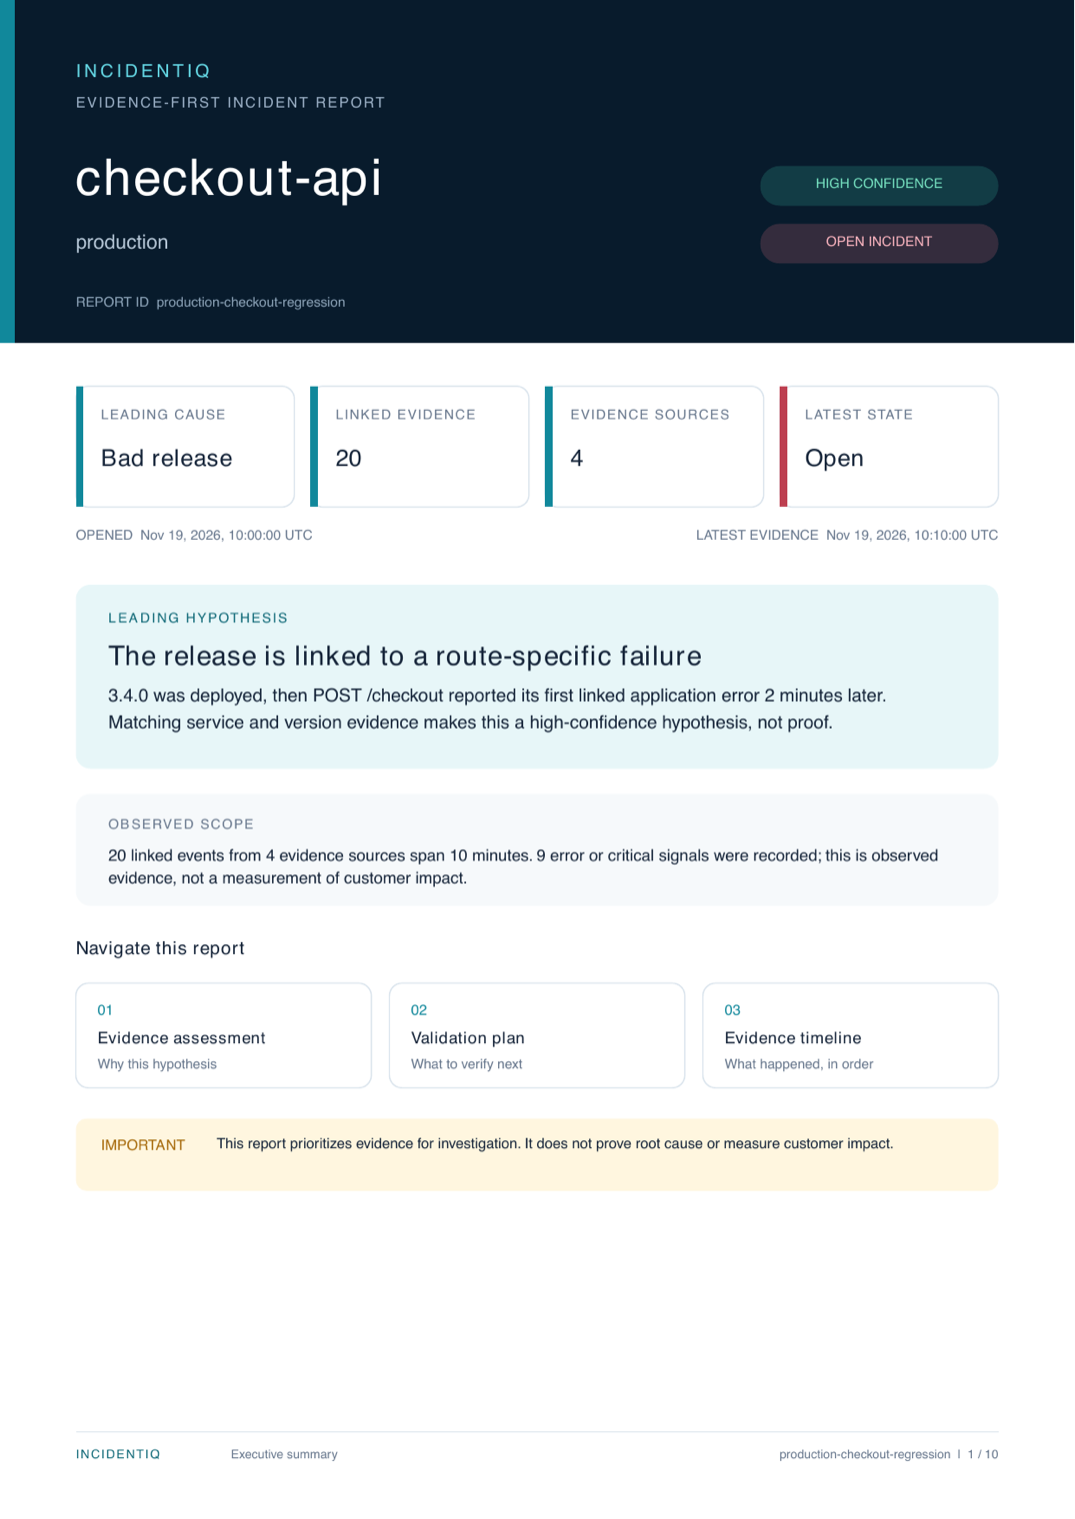 INCIDENTIQ
EVIDENCE-FIRST INCIDENT REPORT
checkout-api
production
REPORT ID production-checkout-regression
HIGH CONFIDENCE
OPEN INCIDENT
LEADING CAUSE
Bad release
LINKED EVIDENCE
20
EVIDENCE SOURCES
4
LATEST STATE
Open
OPENED Nov 19, 2026, 10:00:00 UTC
LATEST EVIDENCE Nov 19, 2026, 10:10:00 UTC
LEADING HYPOTHESIS
The release is linked to a route-specific failure
3.4.0 was deployed, then POST /checkout reported its first linked application error 2 minutes later.
Matching service and version evidence makes this a high-confidence hypothesis, not proof.
OBSERVED SCOPE
20 linked events from 4 evidence sources span 10 minutes. 9 error or critical signals were recorded; this is observed
evidence, not a measurement of customer impact.
Navigate this report
01
Evidence assessment
Why this hypothesis
02
Validation plan
What to verify next
03
Evidence timeline
What happened, in order
IMPORTANT This report prioritizes evidence for investigation. It does not prove root cause or measure customer impact.
INCIDENTIQ Executive summary production-checkout-regression | 1 / 10